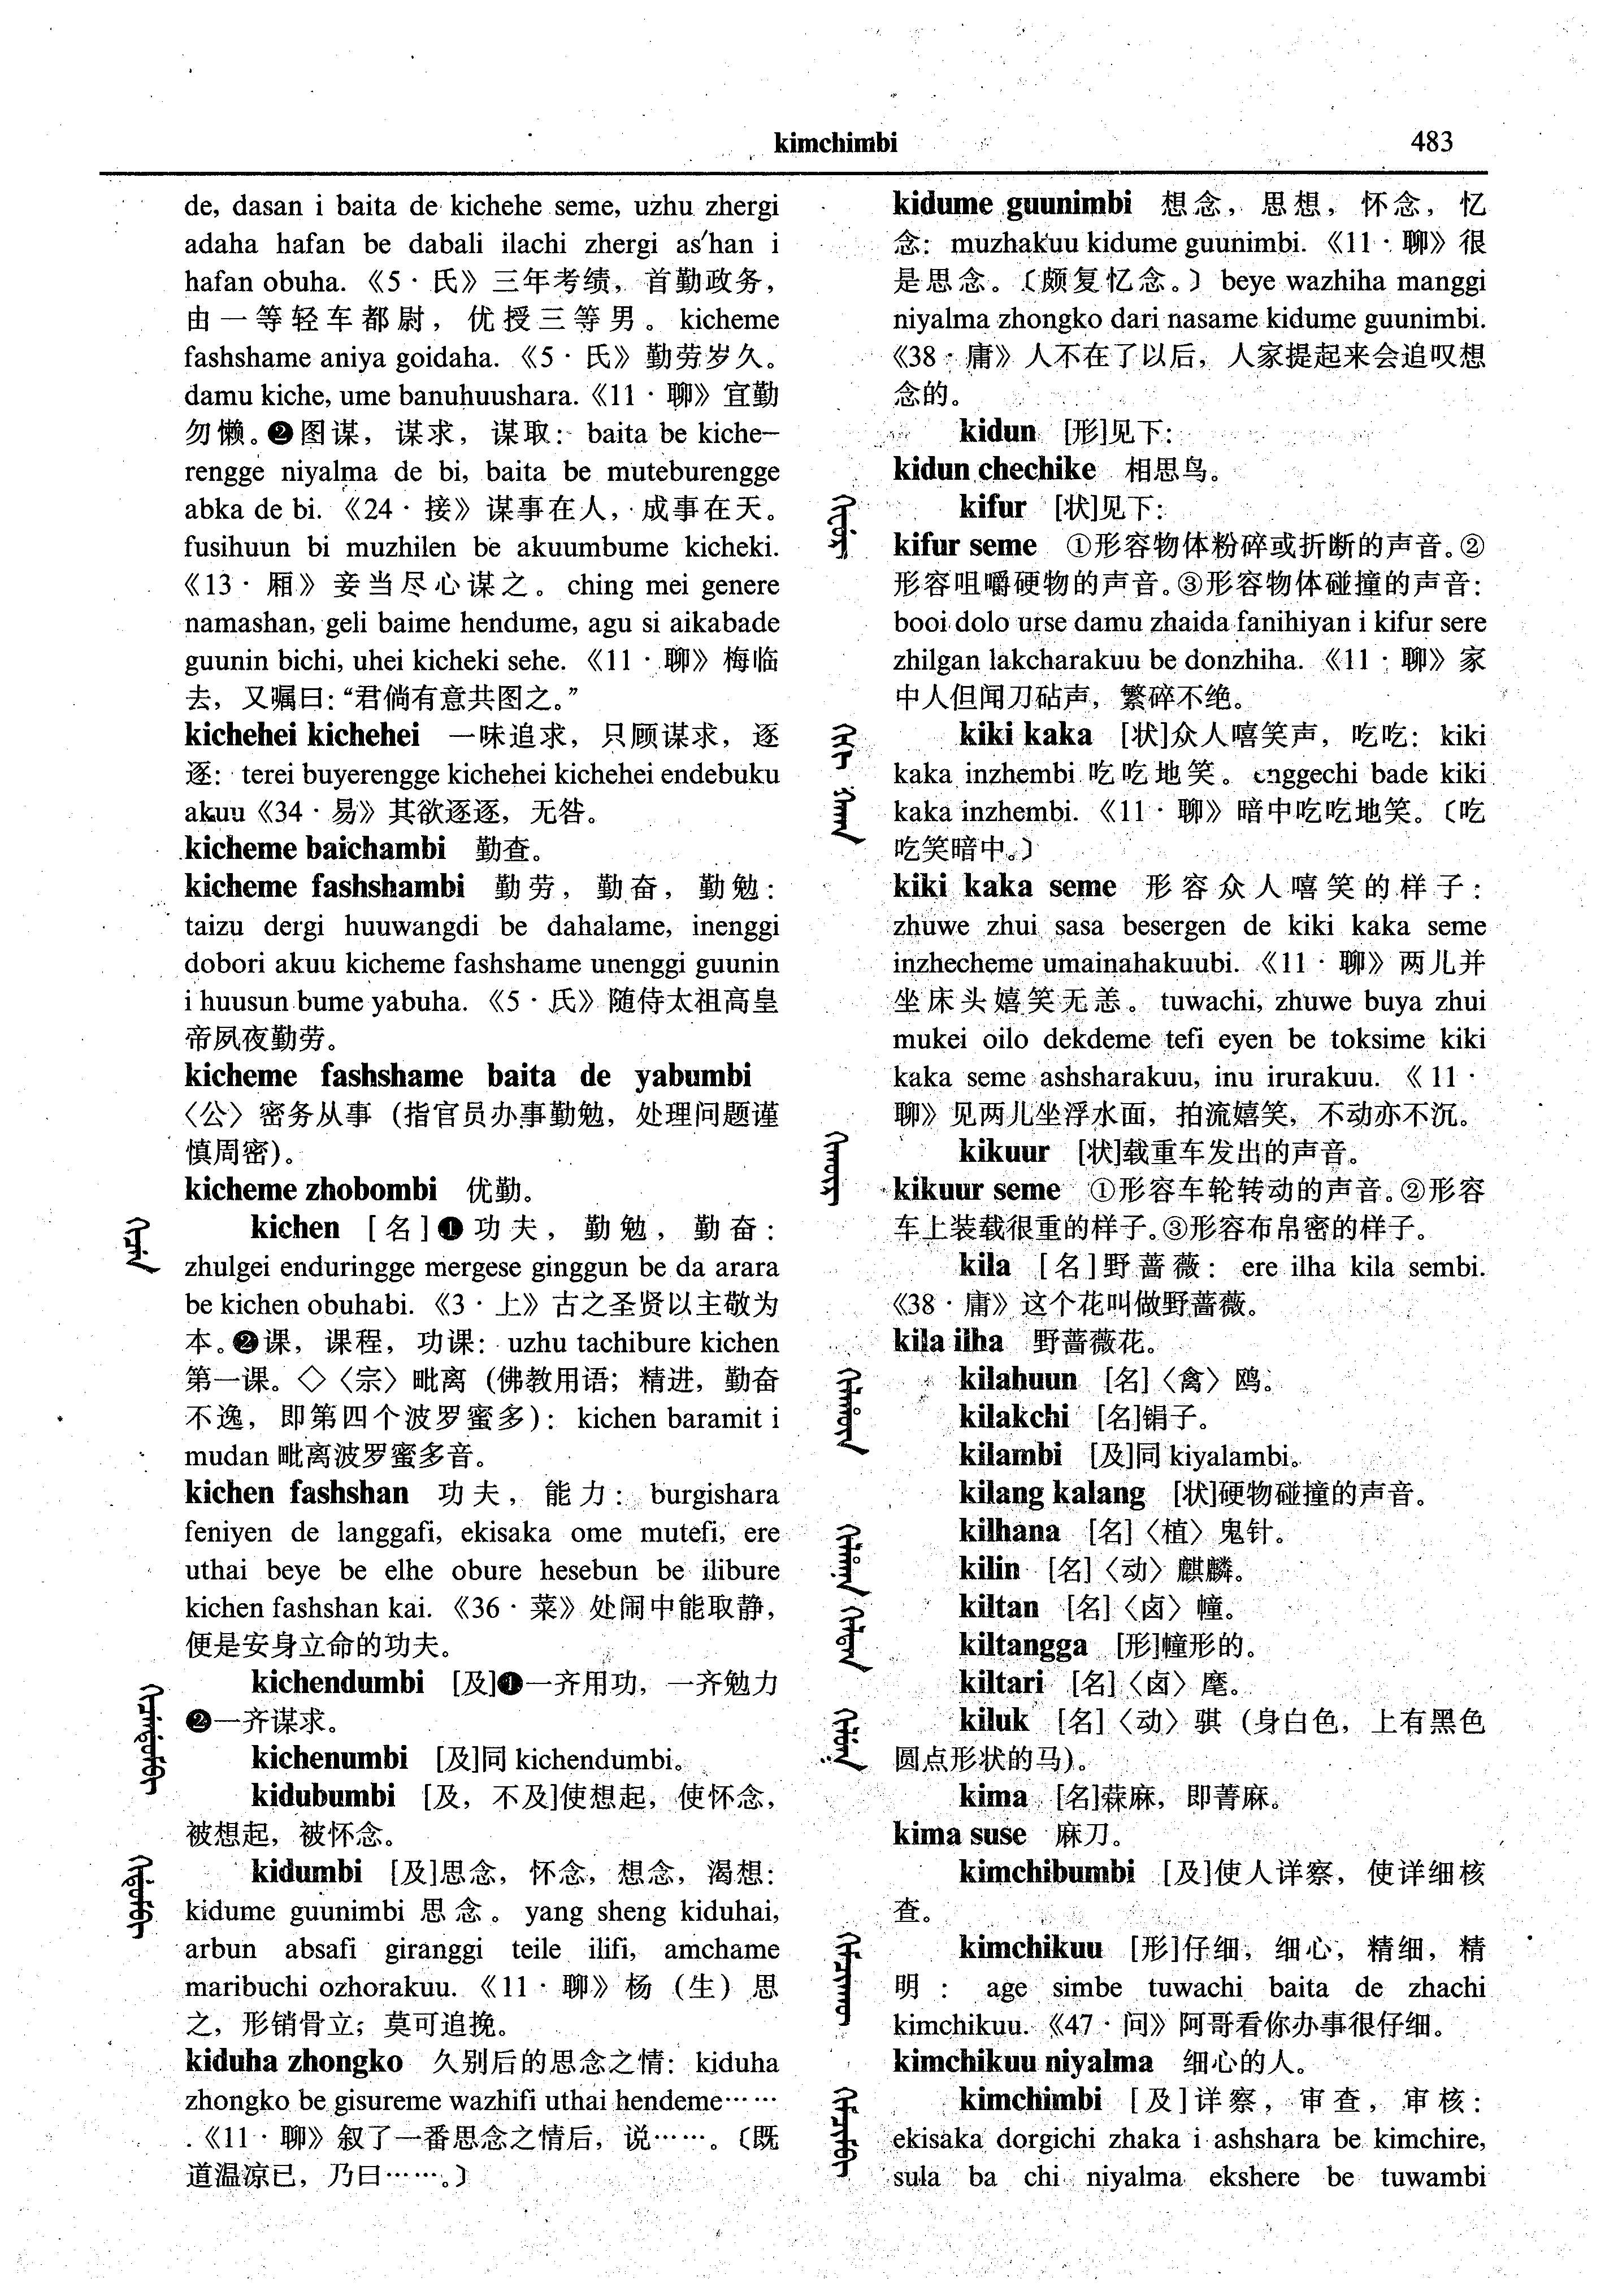 kimchimbi
483
de, dasan i baita de kichehe seme, uzhu zhergi
adaha hafan be dabali ilachi zhergi as'han i
hafan obuha. 《5 · 氏》三年考绩，首勤政务，
由一等轻车都尉，优授三等男。kicheme
fashshame aniya goidaha. 《5 · 氏》勤劳岁久。
damu kiche, ume banuhuushara.《11 · 聊》宜勤
勿懒。❷图谋，谋求，谋取： baita be kiche-
rengge niyalma de bi, baita be muteburengge
abka de bi. 《24 · 接》谋事在人，成事在天。
fusihuun bi muzhilen be akuumbume kicheki.
《13 · 厢》妾当尽心谋之。ching mei genere
namashan, geli baime hendume, agu si aikabade
guunin bichi, uhei kicheki sehe. 《11 · 聊》梅临
去，又嘱曰：“君倘有意共图之。”
kichehei kichehei 一味追求，只顾谋求，逐
逐： terei buyerengge kichehei kichehei endebuku
akuu《34 · 易》其欲逐逐，无咎。
kicheme baichambi 勤查。
kicheme fashshambi 勤劳，勤奋，勤勉：
taizu dergi huuwangdi be dahalame, inenggi
dobori akuu kicheme fashshame unenggi guunin
i huusun bume yabuha. 《5 · 氏》随侍太祖高皇
帝夙夜勤劳。
kicheme fashshame baita de yabumbi
〈公〉密务从事（指官员办事勤勉，处理问题谨
慎周密）。
kicheme zhobombi 优勤。
kichen [名]❶功夫，勤勉，勤奋：
zhulgei enduringge mergese ginggun be da arara
be kichen obuhabi. 《3 · 上》古之圣贤以主敬为
本。❷课，课程，功课： uzhu tachibure kichen
第一课。◇〈宗〉毗离（佛教用语；精进，勤奋
不逸，即第四个波罗蜜多）： kichen baramit i
mudan 毗离波罗蜜多音。
kichen fashshan 功夫，能力： burgishara
feniyen de langgafi, ekisaka ome mutefi, ere
uthai beye be elhe obure hesebun be ilibure
kichen fashshan kai. 《36 · 菜》处闹中能取静，
便是安身立命的功夫。
kichendumbi [及]❶一齐用功，一齐勉力
❷一齐谋求。
kichenumbi [及]同 kichendumbi。
kidubumbi [及，不及]使想起，使怀念，
被想起，被怀念。
kidumbi [及]思念，怀念，想念，渴想：
kidume guunimbi 思念。yang sheng kiduhai,
arbun absafi giranggi teile ilifi, amchame
maribuchi ozhorakuu. 《11 · 聊》杨（生）思
之，形销骨立；莫可追挽。
kiduha zhongko 久别后的思念之情： kiduha
zhongko be gisureme wazhifi uthai hendeme……
《11 · 聊》叙了一番思念之情后，说……。〔既
道温凉已，乃曰……。〕
kidume guunimbi 想念，思想，怀念，忆
念： muzhakuu kidume guunimbi. 《11 · 聊》很
是思念。〔颇复忆念。〕beye wazhiha manggi
niyalma zhongko dari nasame kidume guunimbi.
《38 · 庸》人不在了以后，人家提起来会追叹想
念的。
kidun [形]见下：
kidun chechike 相思鸟。
kifur [状]见下：
kifur seme ①形容物体粉碎或折断的声音。②
形容咀嚼硬物的声音。③形容物体碰撞的声音：
booi dolo urse damu zhaida fanihiyan i kifur sere
zhilgan lakcharakuu be donzhiha. 《11 · 聊》家
中人但闻刀砧声，繁碎不绝。
kiki kaka [状]众人嘻笑声，吃吃： kiki
kaka inzhembi 吃吃地笑。enggechi bade kiki
kaka inzhembi. 《11 · 聊》暗中吃吃地笑。〔吃
吃笑暗中。〕
kiki kaka seme 形容众人嘻笑的样子：
zhuwe zhui sasa besergen de kiki kaka seme
inzhecheme umainahakuubi. 《11 · 聊》两儿并
坐床头嬉笑无恙。tuwachi, zhuwe buya zhui
mukei oilo dekdeme tefi eyen be toksime kiki
kaka seme ashsharakuu, inu irurakuu. 《11 ·
聊》见两儿坐浮水面，拍流嬉笑，不动亦不沉。
kikuur [状]载重车发出的声音。
kikuur seme ①形容车轮转动的声音。②形容
车上装载很重的样子。③形容布帛密的样子。
kila [名]野蔷薇： ere ilha kila sembi.
《38 · 庸》这个花叫做野蔷薇。
kila ilha 野蔷薇花。
kilahuun [名]〈禽〉鸥。
kilakchi [名]锅子。
kilambi [及]同 kiyalambi。
kilang kalang [状]硬物碰撞的声音。
kilhana [名]〈植〉鬼针。
kilin [名]〈动〉麒麟。
kiltan [名]〈卤〉幢。
kiltangga [形]幢形的。
kiltari [名]〈卤〉麾。
kiluk [名]〈动〉骐（身白色，上有黑色
圆点形状的马）。
kima [名]蔴麻，即菁麻。
kima suse 麻刀。
kimchibumbi [及]使人详察，使详细核
查。
kimchikuu [形]仔细，细心，精细，精
明： age simbe tuwachi baita de zhachi
kimchikuu. 《47 · 问》阿哥看你办事很仔细。
kimchikuu niyalma 细心的人。
kimchimbi [及]详察，审查，审核：
ekisaka dorgichi zhaka i ashshara be kimchire,
sula ba chi niyalma ekshere be tuwambi